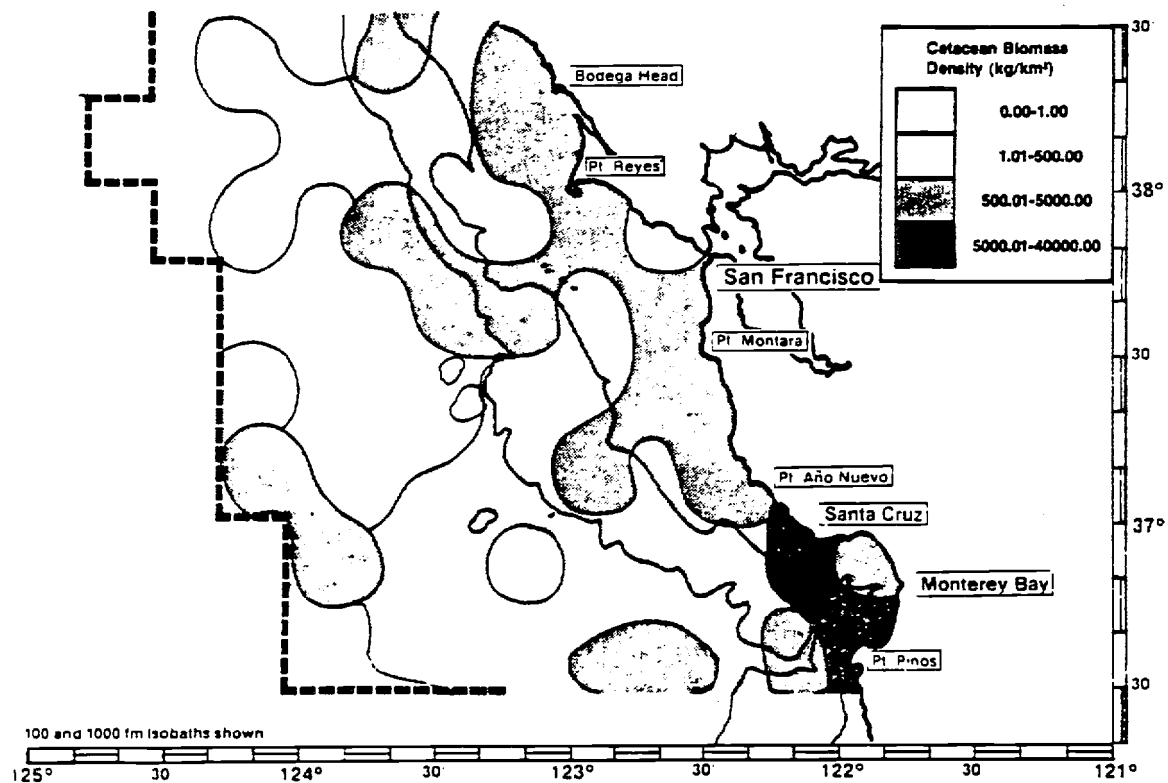 30'
Bodega Head
Cetacean Biomass
Density (kg/km²)
0.00-1.00
1.01-500.00
500.01-5000.00
5000.01-40000.00
Pt. Reyes
38°
San Francisco
Pt. Montara
30'
Pt. Año Nuevo
Santa Cruz
37°
Monterey Bay
Pt. Pinos
30'
100 and 1000 fm Isobaths shown
125° 30' 124° 30' 123° 30' 122° 30' 121°